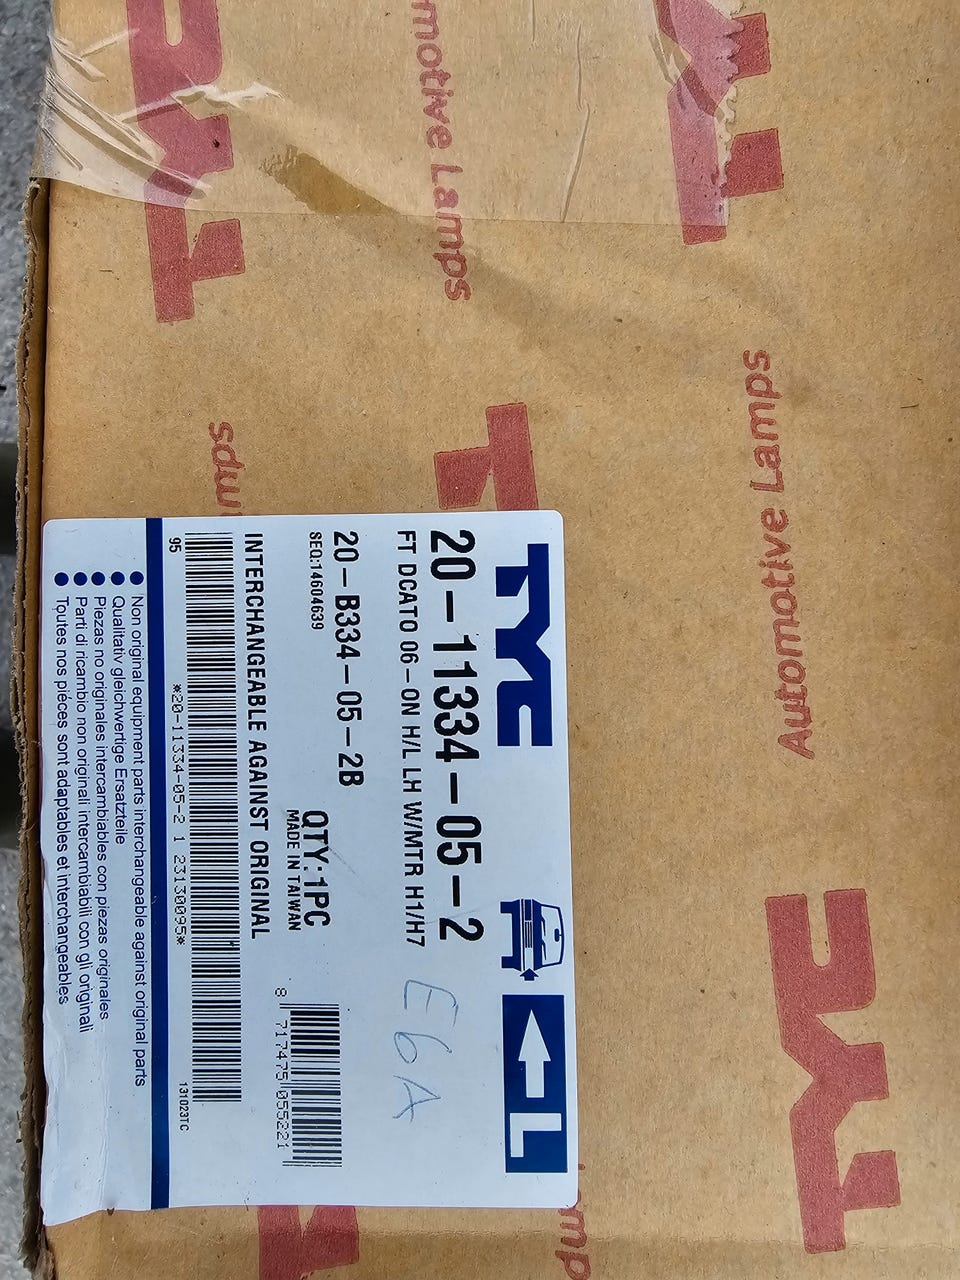 TYC
motive Lamps
TYC
Automotive Lamps
mps
TYC
L
20-11334-05-2
FT DCATO 06-ON H/L LH W/MTR H1/H7
E6A
20-B334-05-2B
SEQ:14604639
QTY:1PC
MADE IN TAIWAN
8 717475 055221
INTERCHANGEABLE AGAINST ORIGINAL
*20-11334-05-2 1 23130095*
95
131023TC
● Non original equipment parts interchangeable against original parts
● Qualitativ gleichwertige Ersatzteile
● Piezas no originales intercambiables con piezas originales
● Parti di ricambio non originali intercambiabili con gli originali
● Toutes nos pièces sont adaptables et interchangeables
TYC
mp